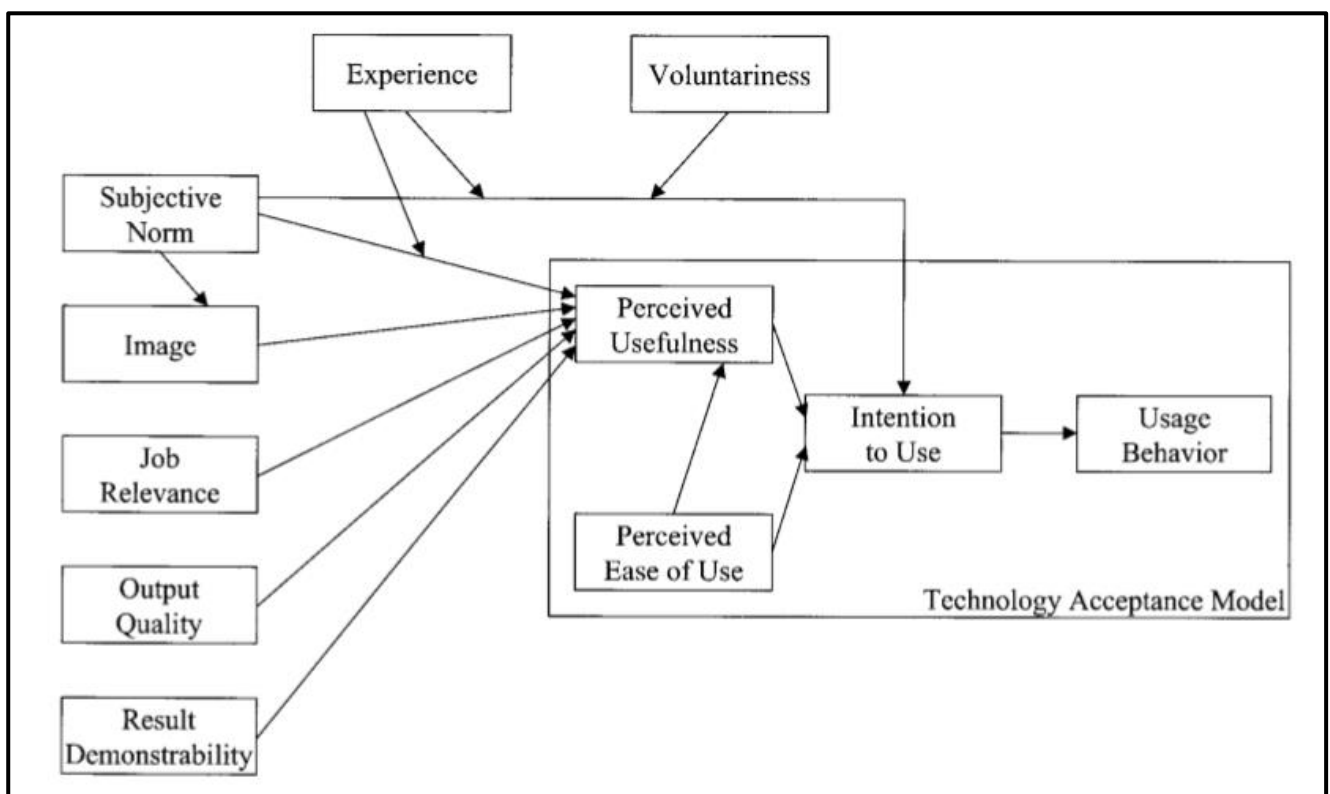 Experience
Voluntariness
Subjective
Norm
Image
Perceived
Usefulness
Intention
to Use
Usage
Behavior
Job
Relevance
Perceived
Ease of Use
Output
Quality
Technology Acceptance Model
Result
Demonstrability